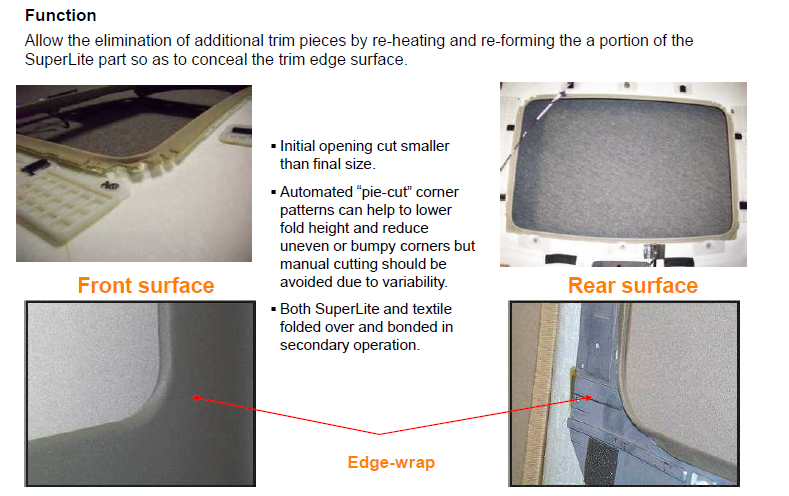 Function
Allow the elimination of additional trim pieces by re-heating and re-forming the a portion of the
SuperLite part so as to conceal the trim edge surface.
▪ Initial opening cut smaller
than final size.
▪ Automated “pie-cut” corner
patterns can help to lower
fold height and reduce
uneven or bumpy corners but
manual cutting should be
avoided due to variability.
▪ Both SuperLite and textile
folded over and bonded in
secondary operation.
Front surface
Rear surface
Edge-wrap